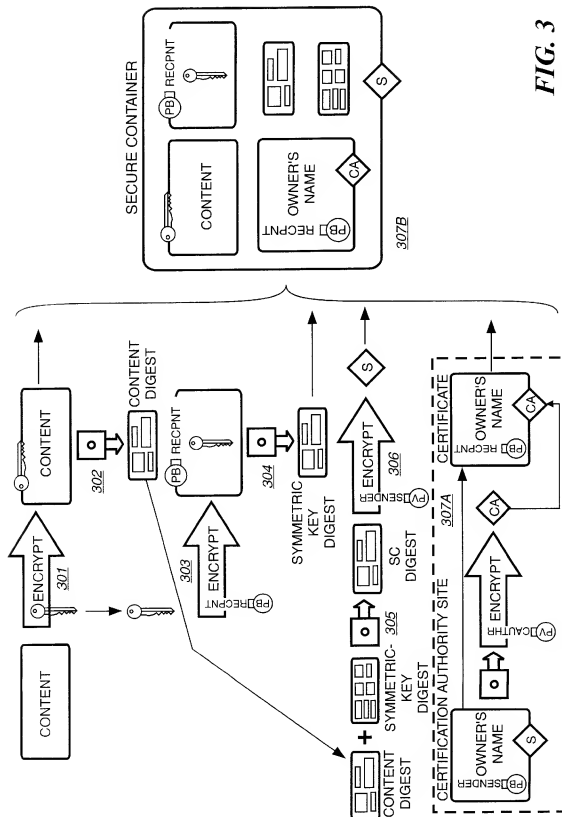 CONTENT
ENCRYPT
301
CONTENT
302
CONTENT
DIGEST
ENCRYPT
303
PB RECPNT
PB RECPNT
304
SYMMETRIC
KEY
DIGEST
CONTENT
DIGEST
+
SYMMETRIC-
KEY
DIGEST
305
SC
DIGEST
ENCRYPT
306
PV SENDER
S
CERTIFICATION AUTHORITY SITE
307A
PB SENDER
OWNER'S
NAME
S
ENCRYPT
PV CAUTHR
CA
CERTIFICATE
PB RECPNT
OWNER'S
NAME
CA
SECURE CONTAINER
CONTENT
PB RECPNT
OWNER'S
NAME
PB RECPNT
CA
S
307B
FIG. 3